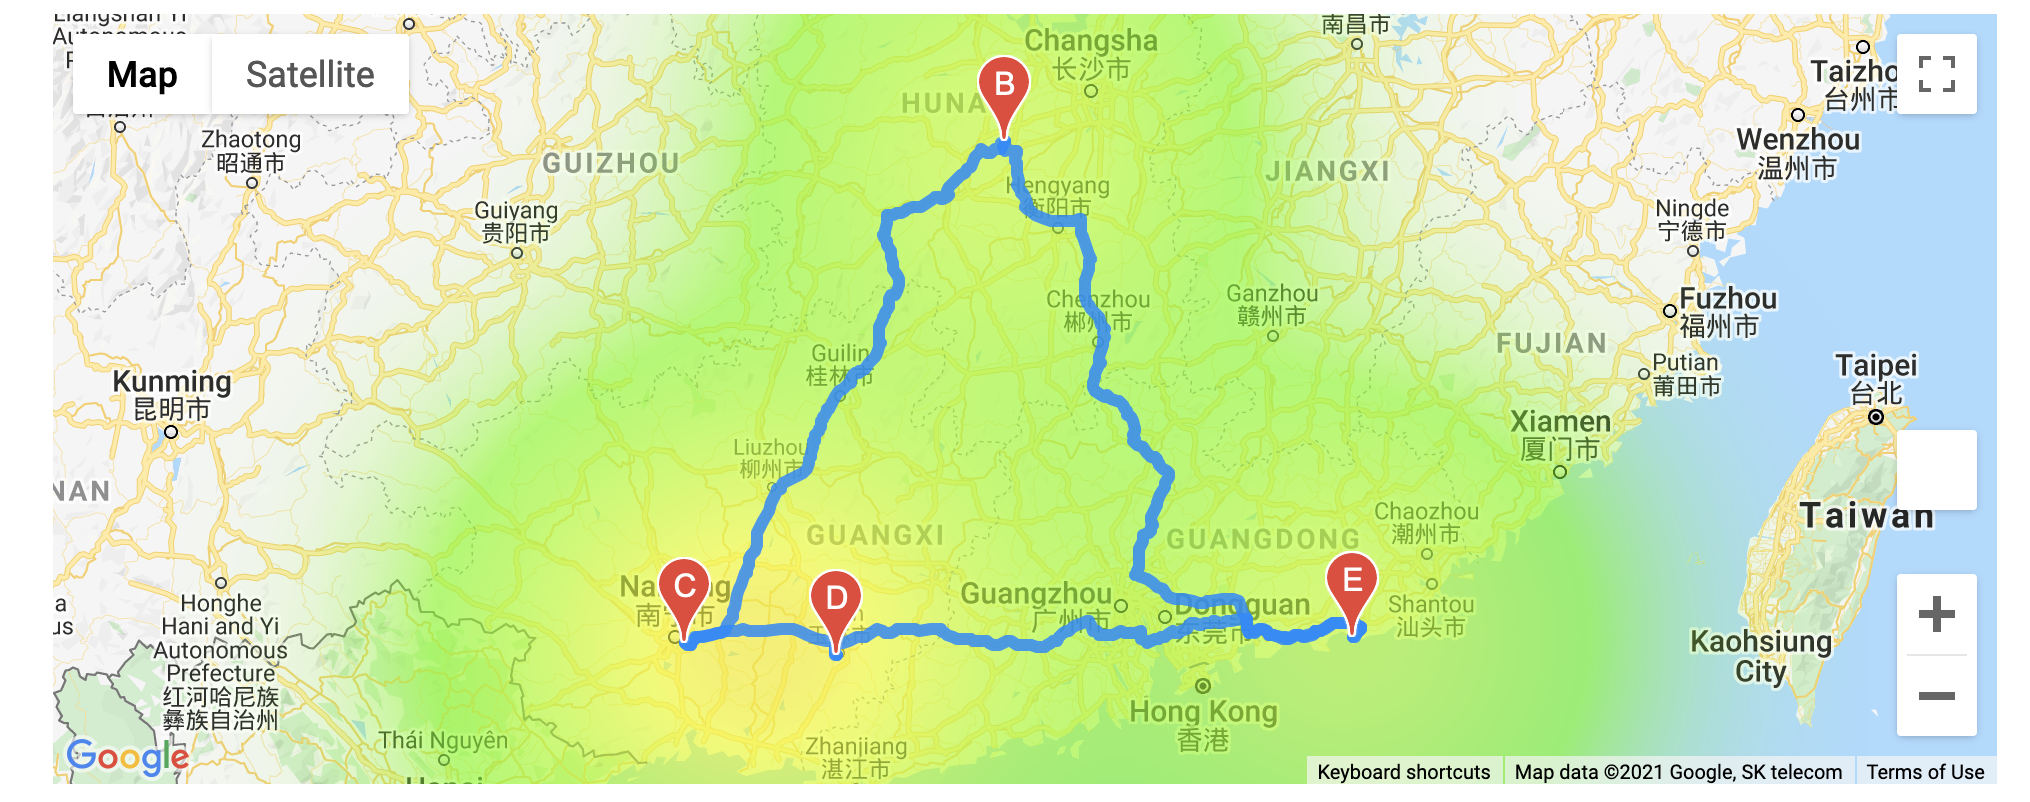 Liangshan Yi
Autonomous
Map
Satellite
Zhaotong
昭通市
GUIZHOU
Guiyang
贵阳市
Kunming
昆明市
NAN
Honghe
Hani and Yi
Autonomous
Prefecture
红河哈尼族
彝族自治州
Thái Nguyên
Google
Changsha
长沙市
HUNA
B
Hengyang
衡阳市
Chenzhou
郴州市
Guilin
桂林市
Liuzhou
柳州市
GUANGXI
C
D
E
南宁市
Guangzhou
广州市
Dongguan
东莞市
GUANGDONG
Hong Kong
香港
Zhanjiang
湛江市
南昌市
JIANGXI
Ganzhou
赣州市
FUJIAN
Chaozhou
潮州市
Shantou
汕头市
Xiamen
厦门市
Putian
莆田市
Fuzhou
福州市
Ningde
宁德市
Wenzhou
温州市
Taizho
台州市
Taipei
台北
Taiwan
Kaohsiung
City
Keyboard shortcuts
Map data ©2021 Google, SK telecom
Terms of Use